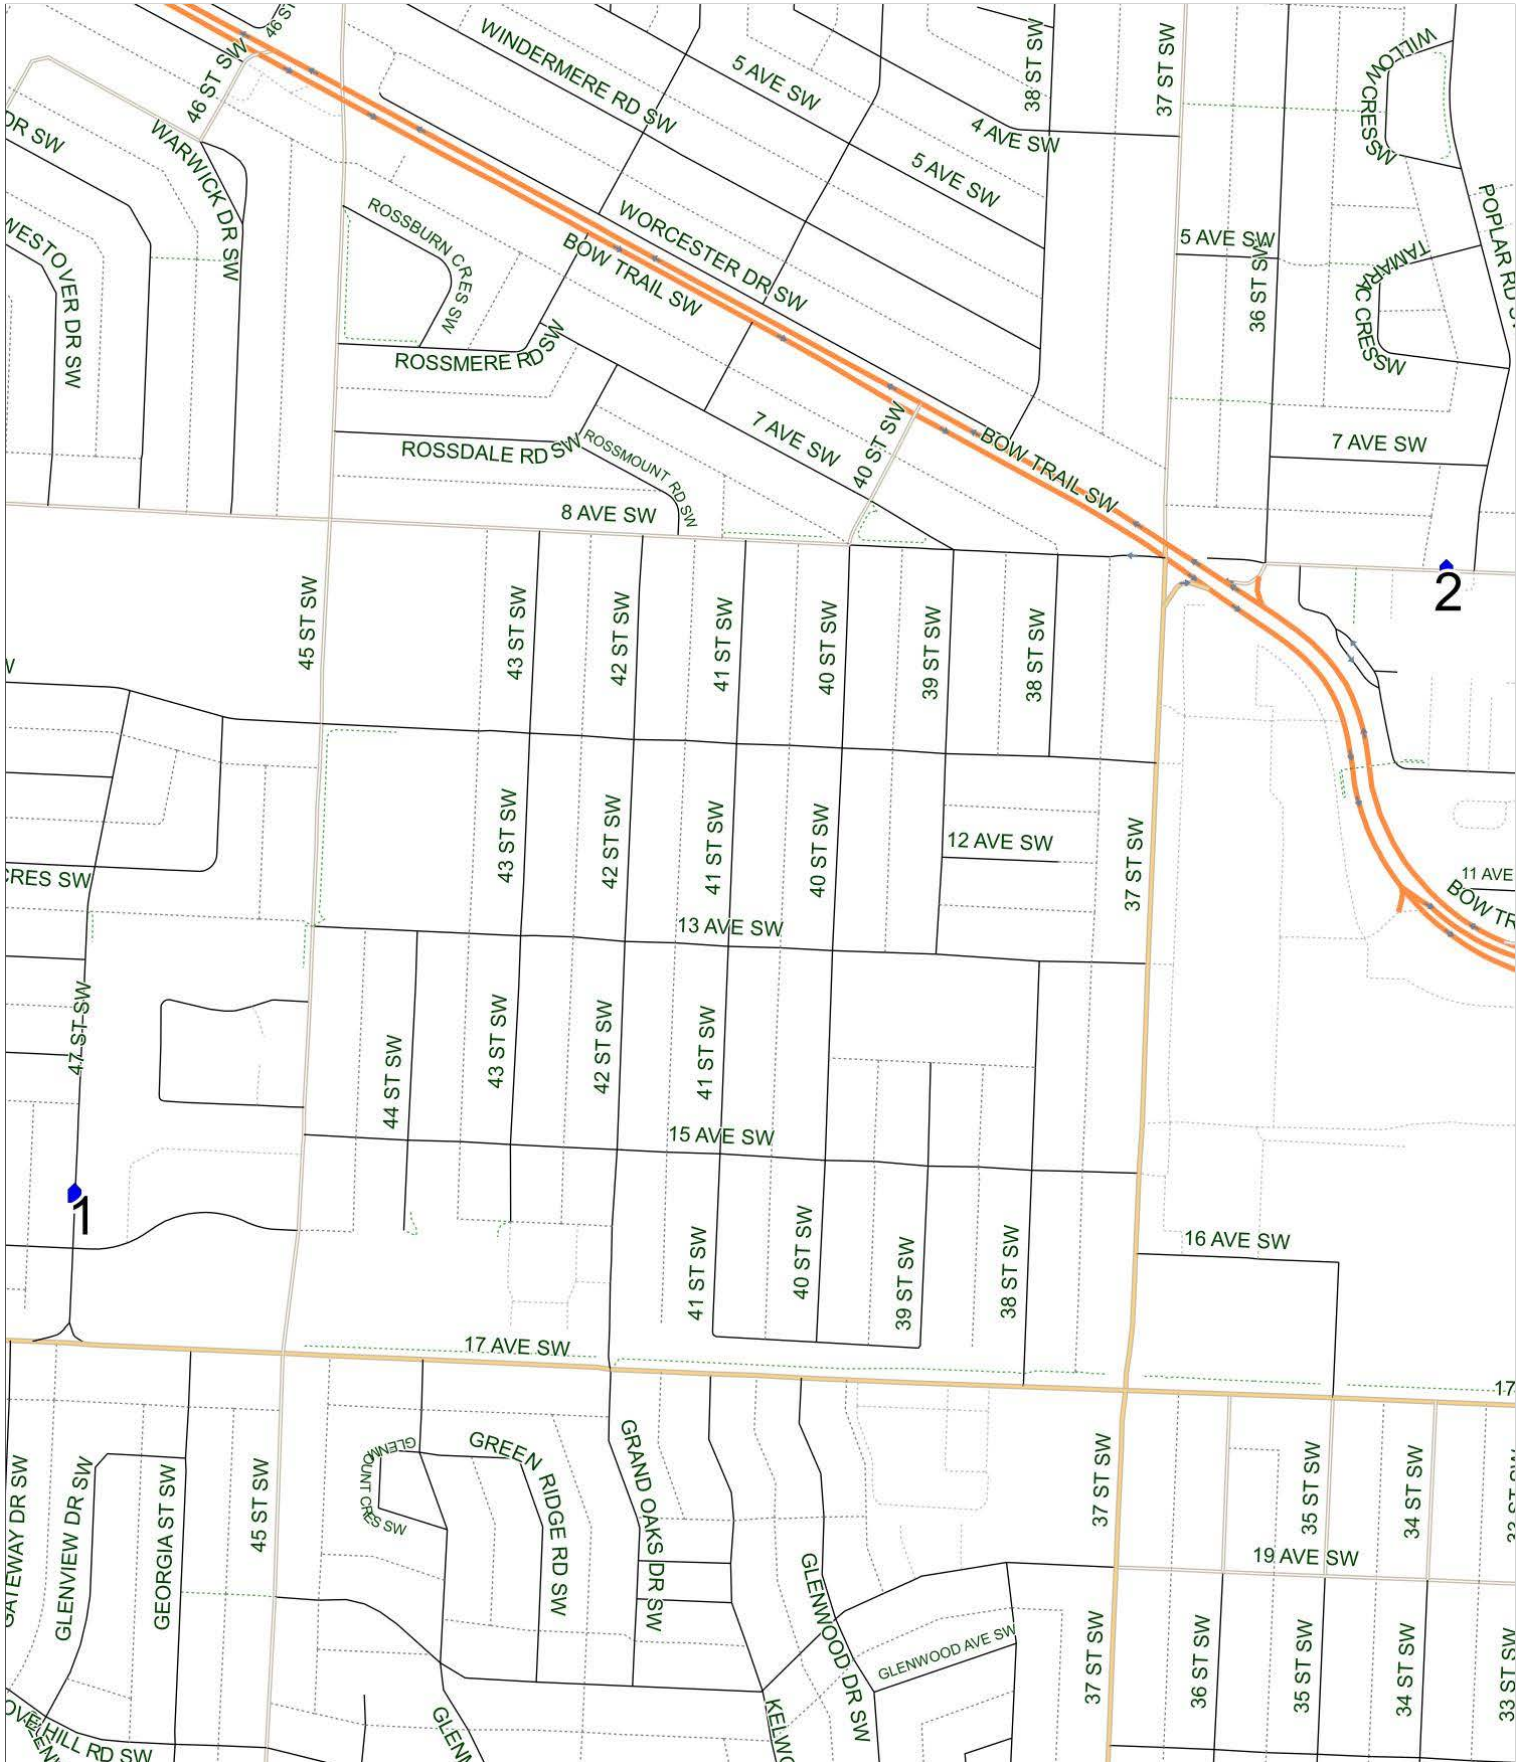 46 ST
46 ST SW
WINDERMERE RD SW
5 AVE SW
38 ST SW
37 ST SW
4 AVE SW
5 AVE SW
WILLOW CRES SW
DR SW
WARWICK DR SW
WESTOVER DR SW
ROSSBURN CRES SW
WORCESTER DR SW
BOW TRAIL SW
5 AVE SW
36 ST SW
TAMARAC CRES SW
POPLAR RD S
ROSSMERE RD SW
ROSSDALE RD SW
ROSSMOUNT RD SW
7 AVE SW
40 ST SW
BOW TRAIL SW
7 AVE SW
8 AVE SW
2
45 ST SW
43 ST SW
42 ST SW
41 ST SW
40 ST SW
39 ST SW
38 ST SW
W
43 ST SW
42 ST SW
41 ST SW
40 ST SW
12 AVE SW
37 ST SW
CRES SW
11 AVE
BOW TR
13 AVE SW
47 ST SW
44 ST SW
43 ST SW
42 ST SW
41 ST SW
15 AVE SW
1
41 ST SW
40 ST SW
39 ST SW
38 ST SW
16 AVE SW
17 AVE SW
17
GATEWAY DR SW
GLENVIEW DR SW
GEORGIA ST SW
45 ST SW
GLENMOUNT CRES SW
GREEN RIDGE RD SW
GRAND OAKS DR SW
GLENWOOD DR SW
37 ST SW
35 ST SW
34 ST SW
33 ST SW
19 AVE SW
GLENWOOD AVE SW
37 ST SW
36 ST SW
35 ST SW
34 ST SW
33 ST SW
OVE HILL RD SW
GLENM
KELWO